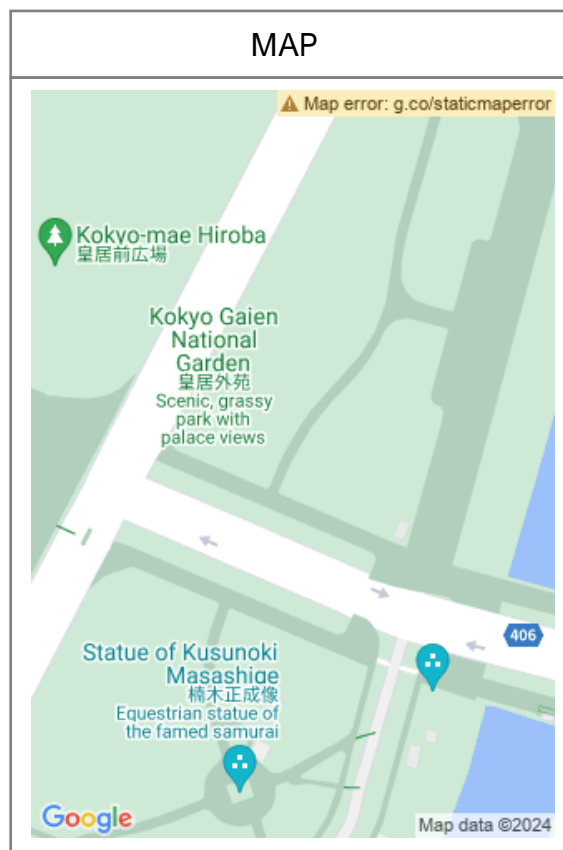 MAP
Map error: g.co/staticmaperror
Kokyo-mae Hiroba
皇居前広場
Kokyo Gaien
National
Garden
皇居外苑
Scenic, grassy
park with
palace views
406
Statue of Kusunoki
Masashige
楠木正成像
Equestrian statue of
the famed samurai
Google
Map data ©2024